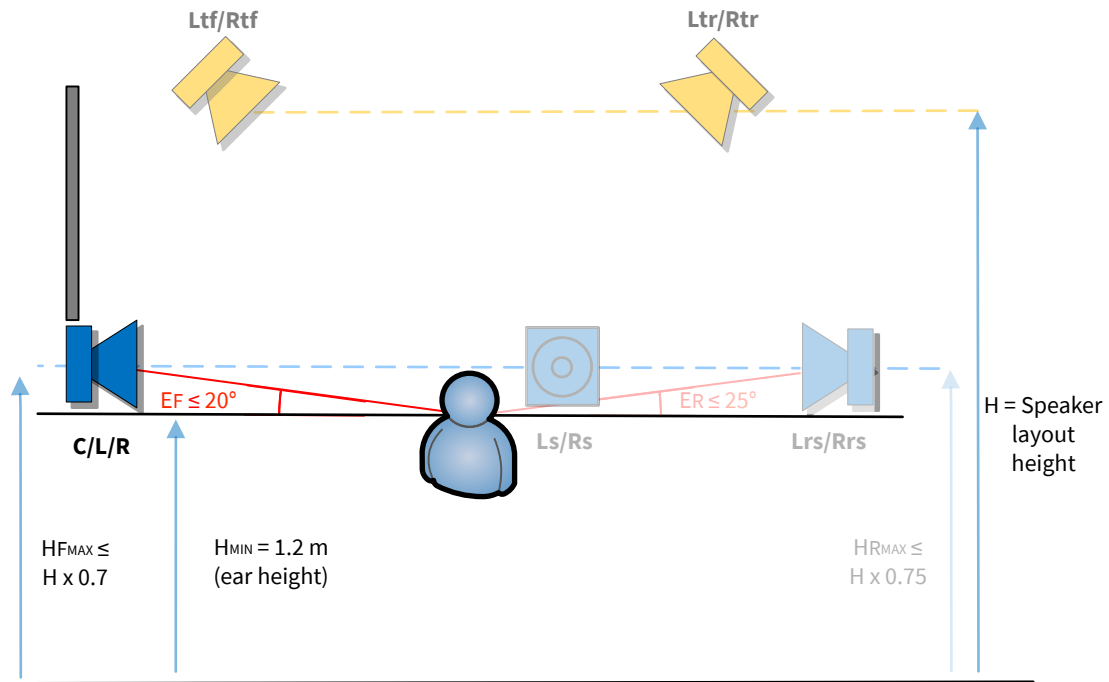 Ltf/Rtf
Ltr/Rtr
EF ≤ 20°
ER ≤ 25°
C/L/R
Ls/Rs
Lrs/Rrs
H = Speaker
layout
height
HFMAX ≤
H x 0.7
HMIN = 1.2 m
(ear height)
HRMAX ≤
H x 0.75